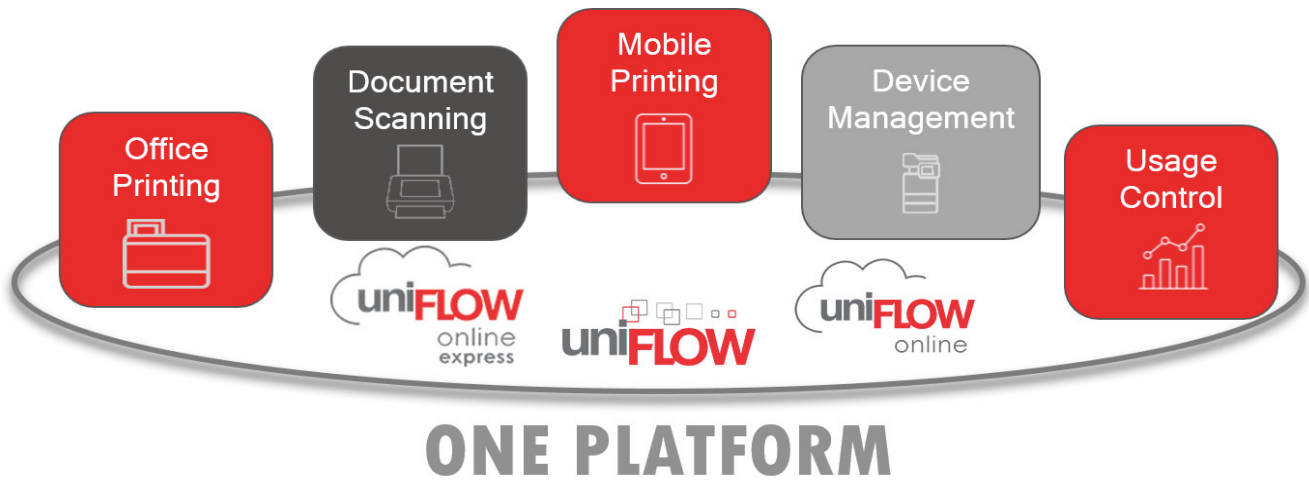 Office
Printing
Document
Scanning
Mobile
Printing
Device
Management
Usage
Control
uniFLOW
online
express
uniFLOW
uniFLOW
online
ONE PLATFORM